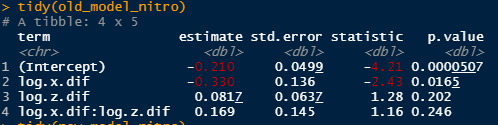 > tidy(old_model_nitro)
# A tibble: 4 x 5
term estimate std.error statistic p.value
<chr> <dbl> <dbl> <dbl> <dbl>
1 (Intercept) -0.210 0.0499 -4.21 0.0000507
2 log.x.dif -0.330 0.136 -2.43 0.0165
3 log.z.dif 0.0817 0.0637 1.28 0.202
4 log.x.dif:log.z.dif 0.169 0.145 1.16 0.246